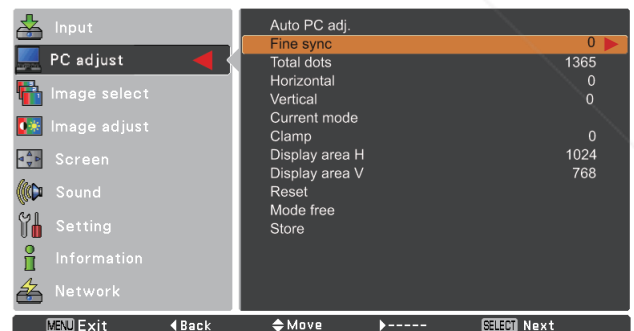 Input
PC adjust
Image select
Image adjust
Screen
Sound
Setting
Information
Network
Auto PC adj.
Fine sync 0
Total dots 1365
Horizontal 0
Vertical 0
Current mode
Clamp 0
Display area H 1024
Display area V 768
Reset
Mode free
Store
MENU Exit Back Move ----- SELECT Next